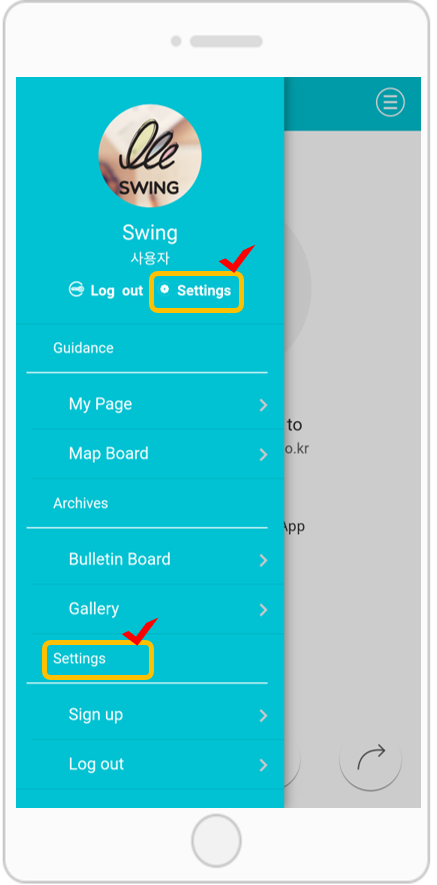 SWING
Swing
사용자
Log out Settings
Guidance
My Page
Map Board
Archives
Bulletin Board
Gallery
Settings
Sign up
Log out
to
o.kr
App